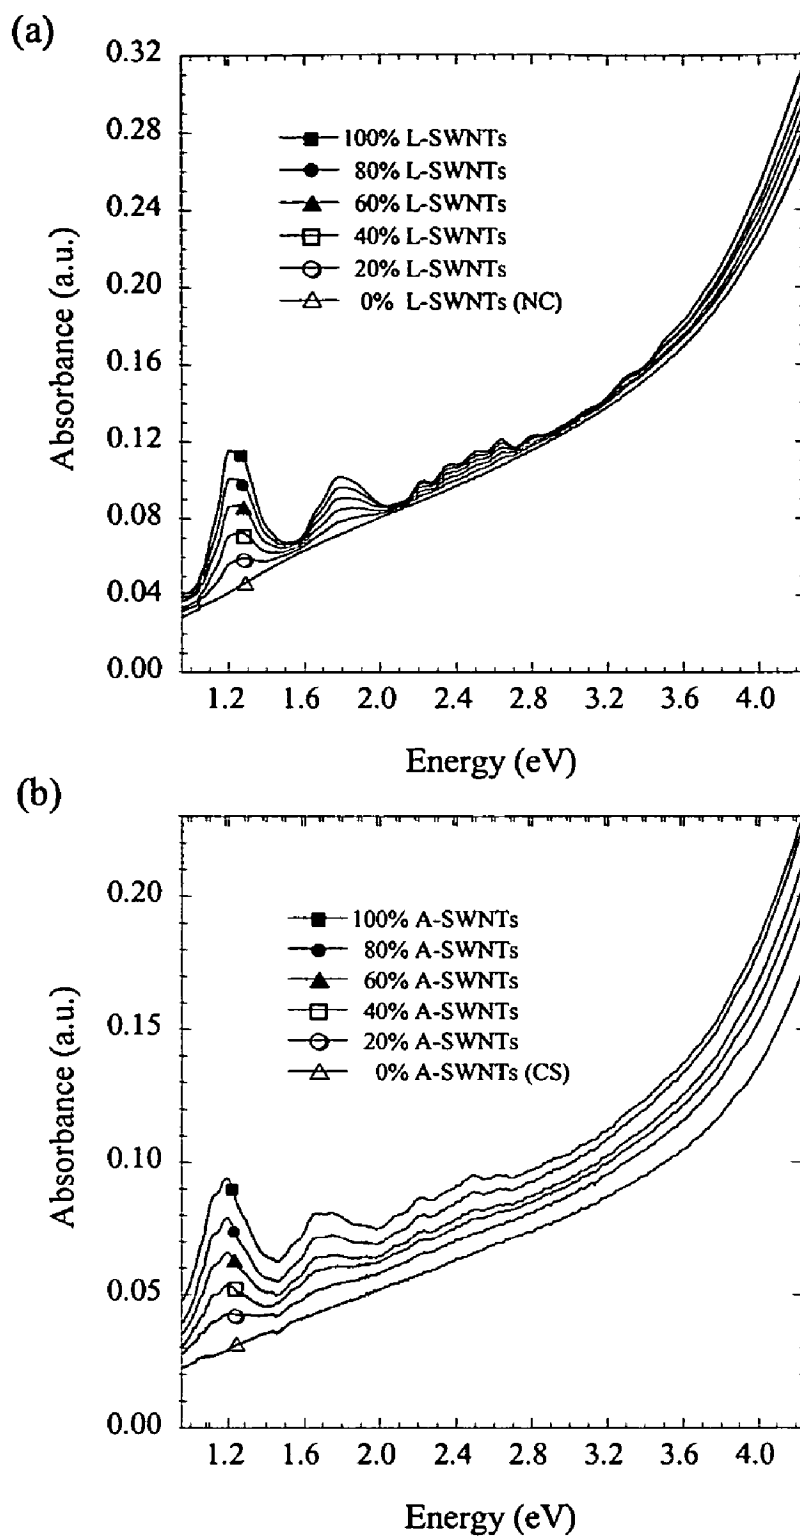 (a)
0.32
0.28
0.24
0.20
0.16
0.12
0.08
0.04
0.00
Absorbance (a.u.)
100% L-SWNTs
80% L-SWNTs
60% L-SWNTs
40% L-SWNTs
20% L-SWNTs
0% L-SWNTs (NC)
1.2 1.6 2.0 2.4 2.8 3.2 3.6 4.0
Energy (eV)
(b)
0.20
0.15
0.10
0.05
0.00
Absorbance (a.u.)
100% A-SWNTs
80% A-SWNTs
60% A-SWNTs
40% A-SWNTs
20% A-SWNTs
0% A-SWNTs (CS)
1.2 1.6 2.0 2.4 2.8 3.2 3.6 4.0
Energy (eV)